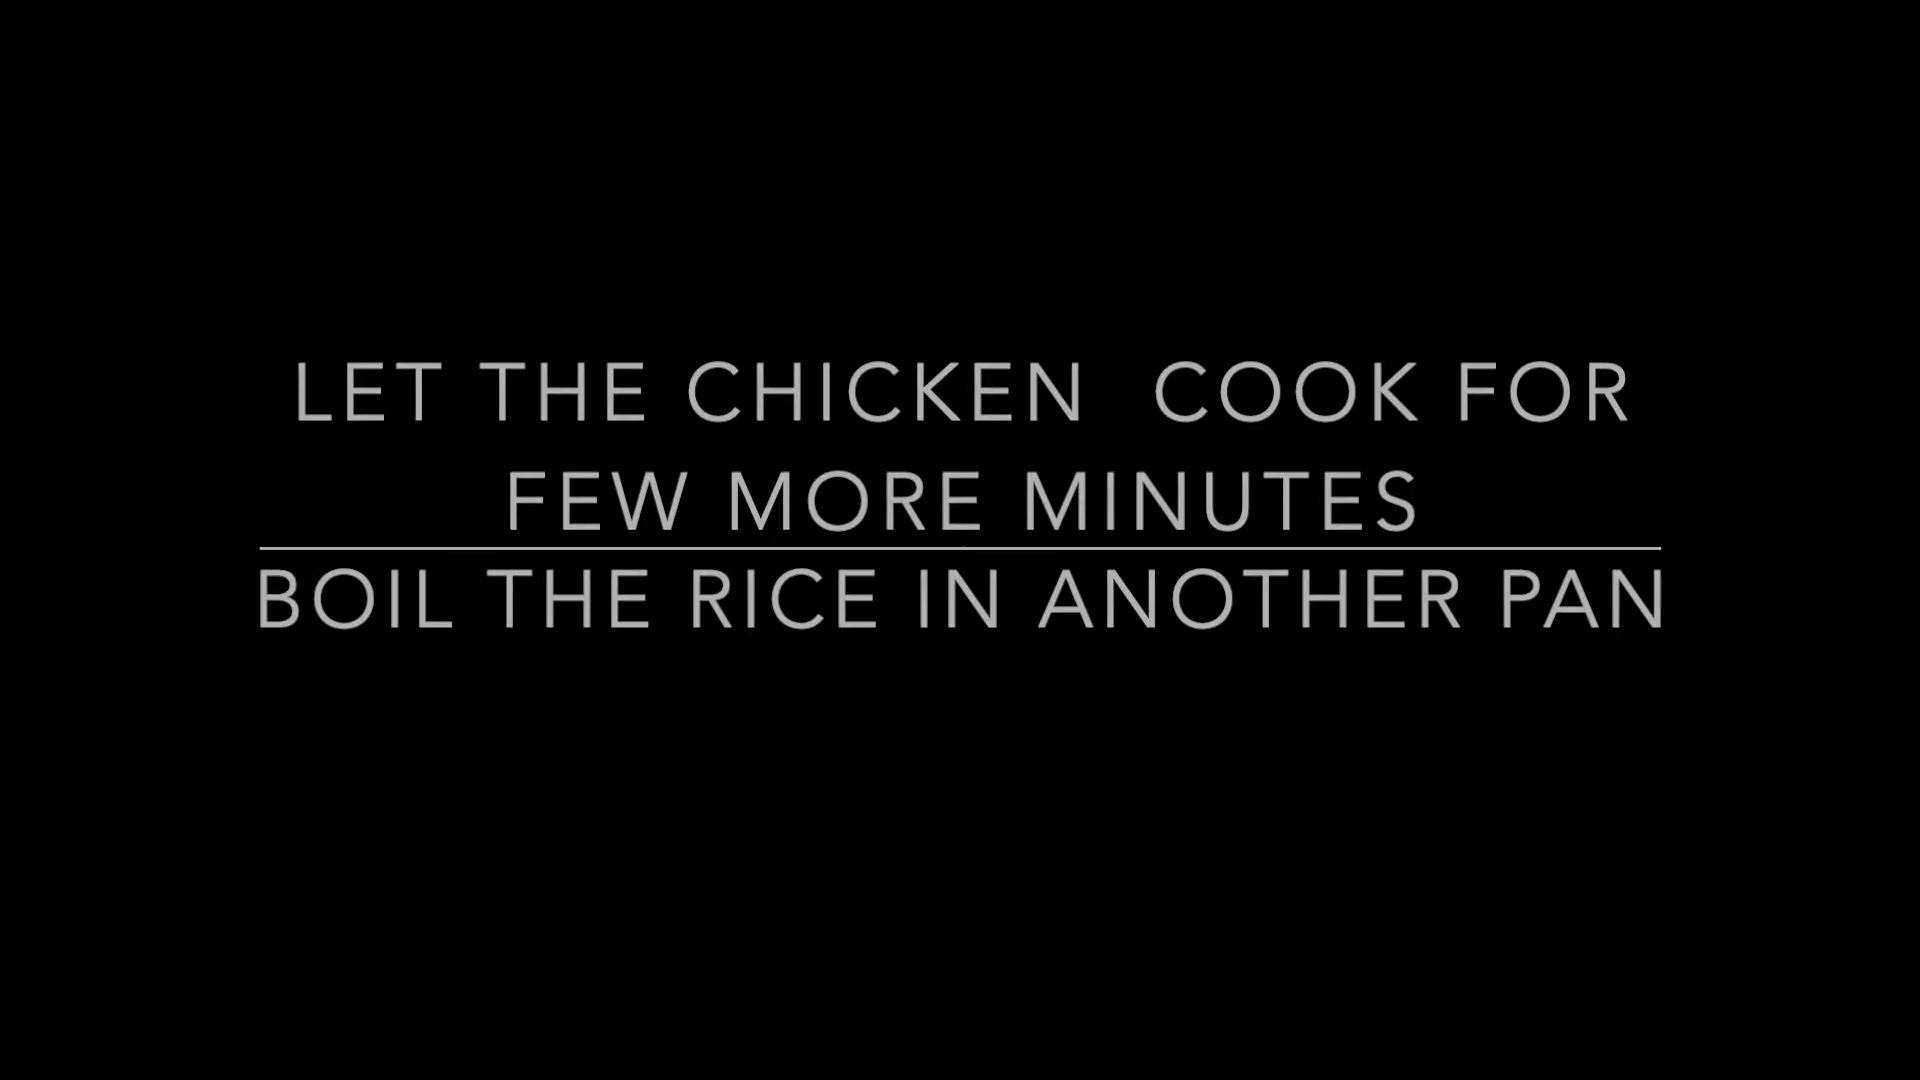 LET THE CHICKEN  COOK FOR
FEW MORE MINUTES
BOIL THE RICE IN ANOTHER PAN